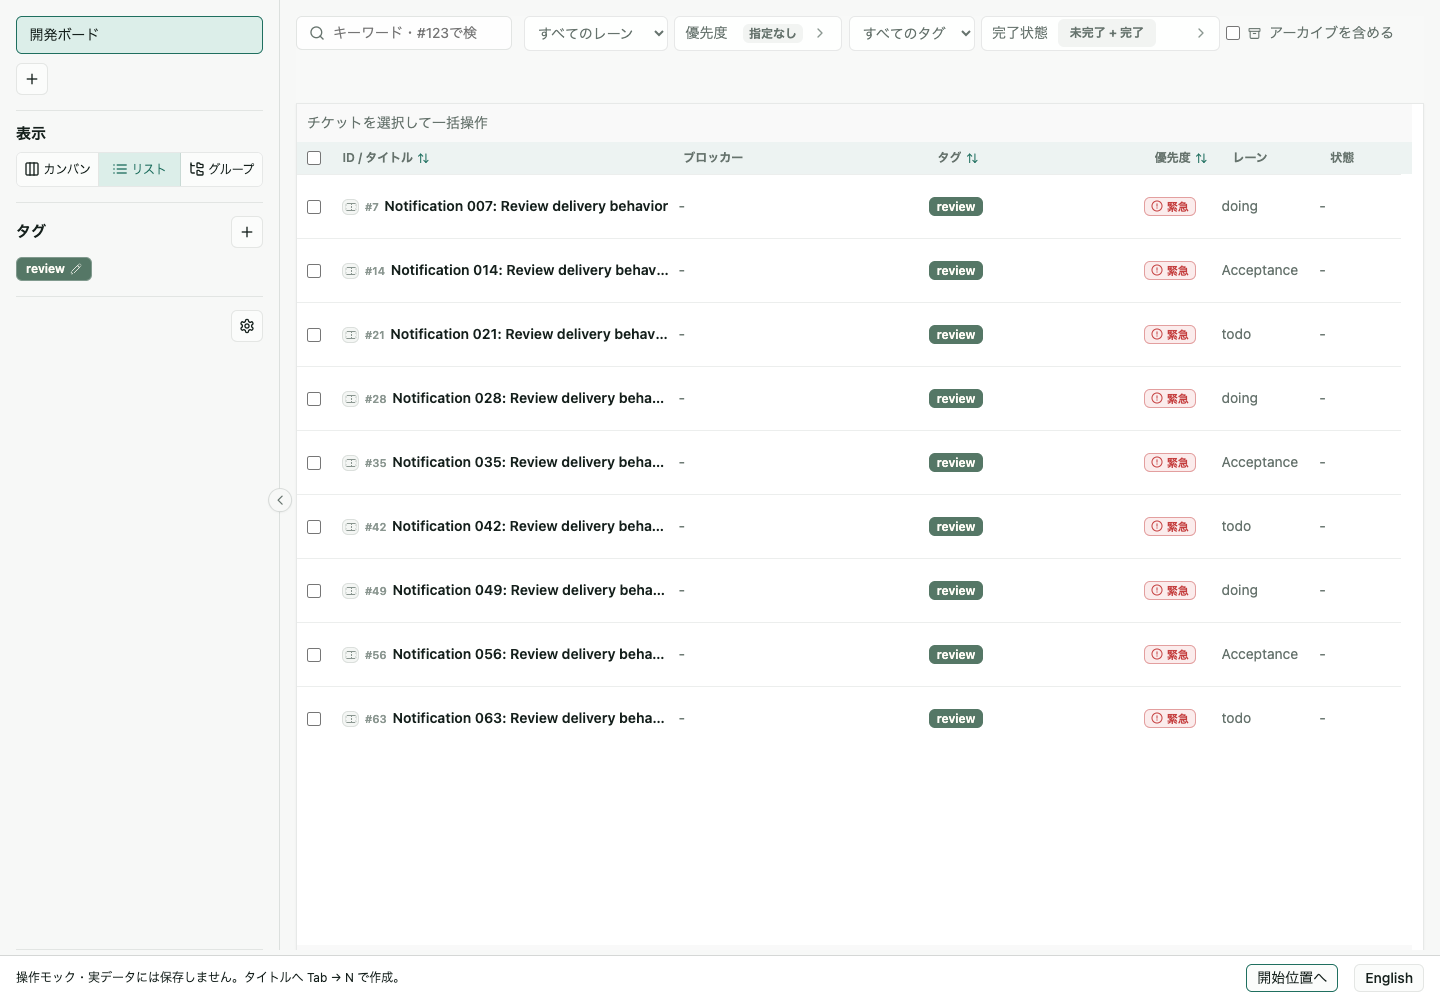 開発ボード
表示
カンバン リスト グループ
タグ
review
キーワード・#123で検
すべてのレーン
優先度 指定なし
すべてのタグ
完了状態 未完了 + 完了
アーカイブを含める
チケットを選択して一括操作
ID / タイトル ブロッカー タグ 優先度 レーン 状態
#7 Notification 007: Review delivery behavior - review 緊急 doing -
#14 Notification 014: Review delivery behav... - review 緊急 Acceptance -
#21 Notification 021: Review delivery behav... - review 緊急 todo -
#28 Notification 028: Review delivery beha... - review 緊急 doing -
#35 Notification 035: Review delivery beha... - review 緊急 Acceptance -
#42 Notification 042: Review delivery beha... - review 緊急 todo -
#49 Notification 049: Review delivery beha... - review 緊急 doing -
#56 Notification 056: Review delivery beha... - review 緊急 Acceptance -
#63 Notification 063: Review delivery beha... - review 緊急 todo -
操作モック・実データには保存しません。タイトルへ Tab → N で作成。
開始位置へ
English